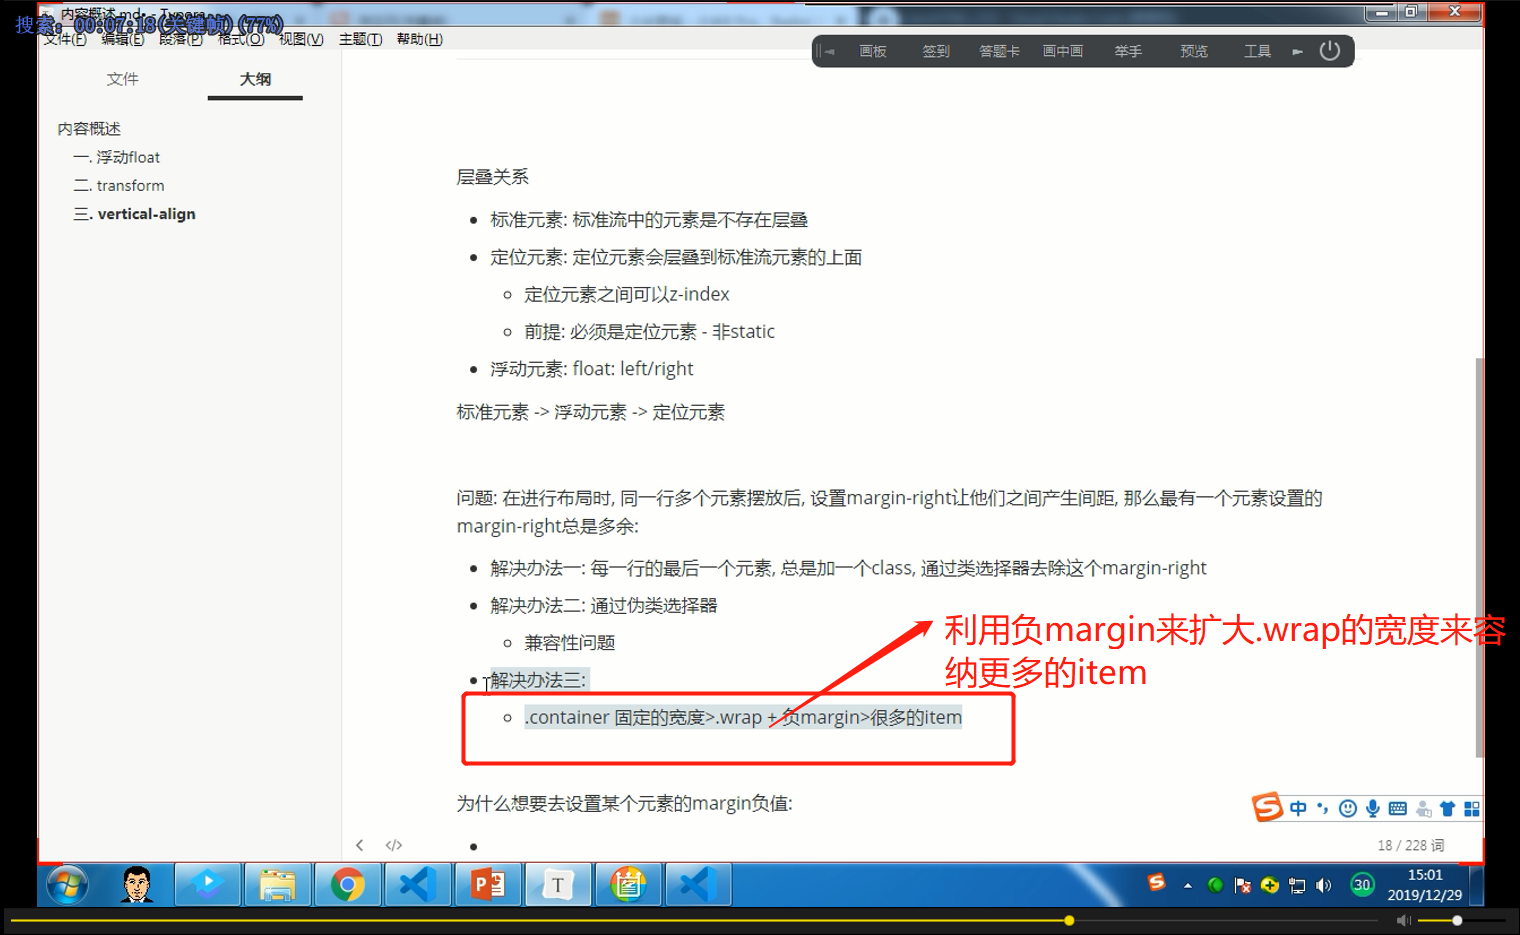 内容概述.md - Typora
搜索: 00:07:18(关键帧)(77%)
文件(F) 编辑(E) 段落(P) 格式(O) 视图(V) 主题(T) 帮助(H)
画板 签到 答题卡 画中画 举手 预览 工具
文件 大纲
内容概述
一. 浮动float
二. transform
三. vertical-align
层叠关系
标准元素: 标准流中的元素是不存在层叠
定位元素: 定位元素会层叠到标准流元素的上面
定位元素之间可以z-index
前提: 必须是定位元素 - 非static
浮动元素: float: left/right
标准元素 -> 浮动元素 -> 定位元素
问题: 在进行布局时, 同一行多个元素摆放后, 设置margin-right让他们之间产生间距, 那么最有一个元素设置的
margin-right总是多余:
解决办法一: 每一行的最后一个元素, 总是加一个class, 通过类选择器去除这个margin-right
解决办法二: 通过伪类选择器
兼容性问题
利用负margin来扩大.wrap的宽度来容
纳更多的item
解决办法三:
.container 固定的宽度>.wrap + 负margin>很多的item
为什么想要去设置某个元素的margin负值:
中
18 / 228 词
30
15:01
2019/12/29